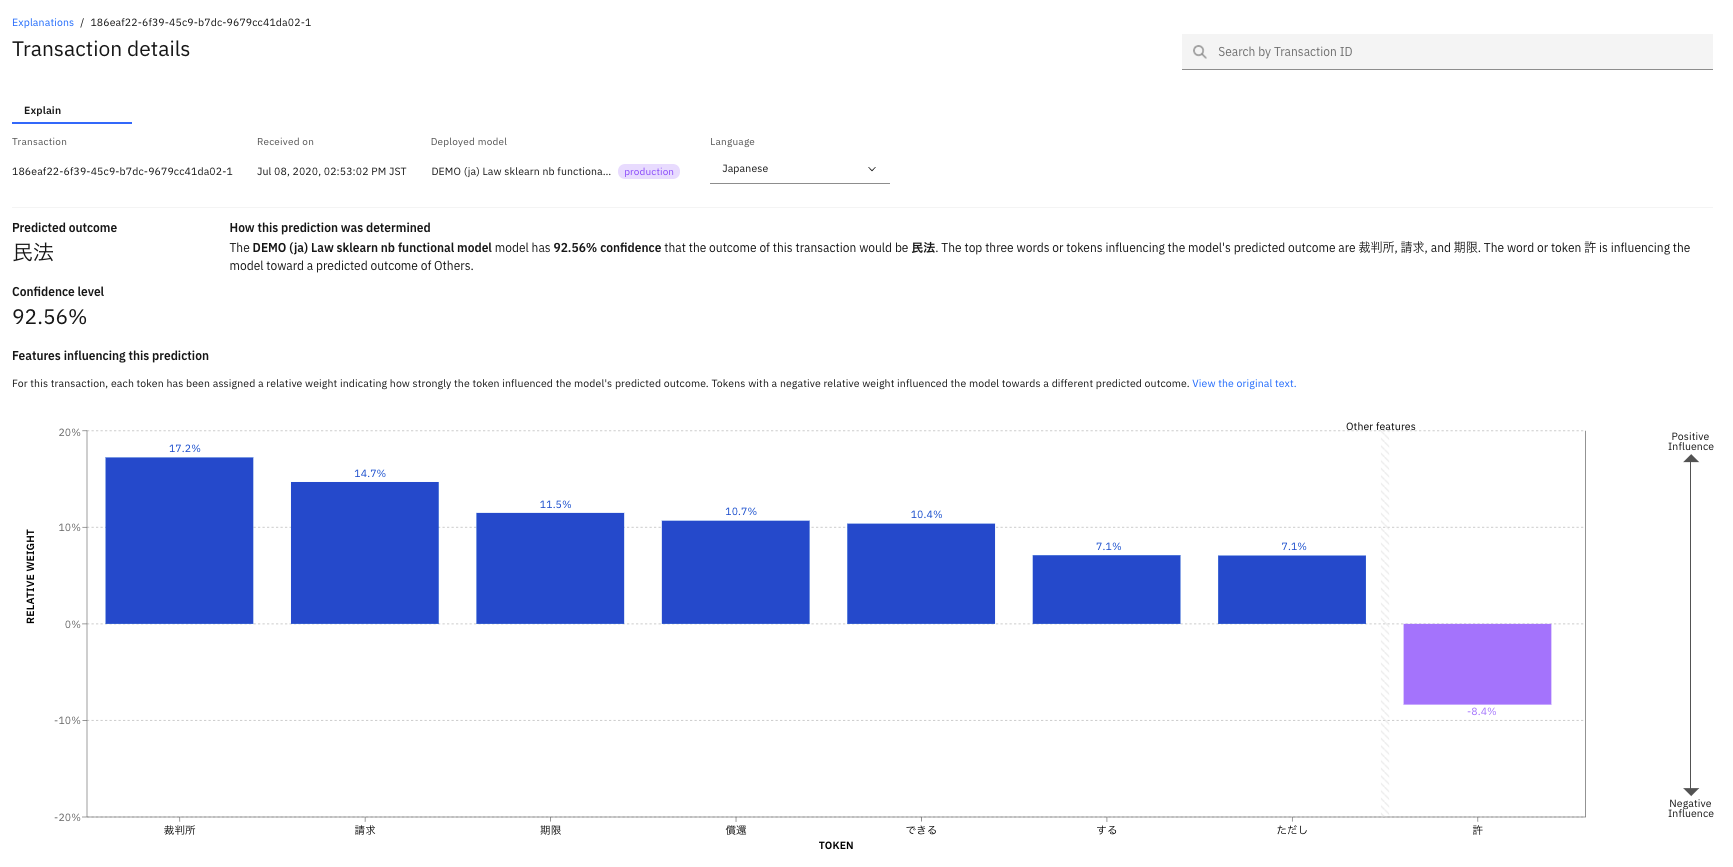 Explanations / 186eaf22-6f39-45c9-b7dc-9679cc41da02-1
Transaction details
Search by Transaction ID
Explain
Transaction Received on Deployed model Language
186eaf22-6f39-45c9-b7dc-9679cc41da02-1 Jul 08, 2020, 02:53:02 PM JST DEMO (ja) Law sklearn nb functiona... production Japanese
Predicted outcome
民法
Confidence level
92.56%
How this prediction was determined
The DEMO (ja) Law sklearn nb functional model model has 92.56% confidence that the outcome of this transaction would be 民法. The top three words or tokens influencing the model's predicted outcome are 裁判所, 請求, and 期限. The word or token 許 is influencing the
model toward a predicted outcome of Others.
Features influencing this prediction
For this transaction, each token has been assigned a relative weight indicating how strongly the token influenced the model's predicted outcome. Tokens with a negative relative weight influenced the model towards a different predicted outcome. View the original text.
Other features
20%
10%
0%
-10%
-20%
RELATIVE WEIGHT
17.2% 14.7% 11.5% 10.7% 10.4% 7.1% 7.1% -8.4%
裁判所 請求 期限 償還 できる する ただし 許
TOKEN
Positive
Influence
Negative
Influence